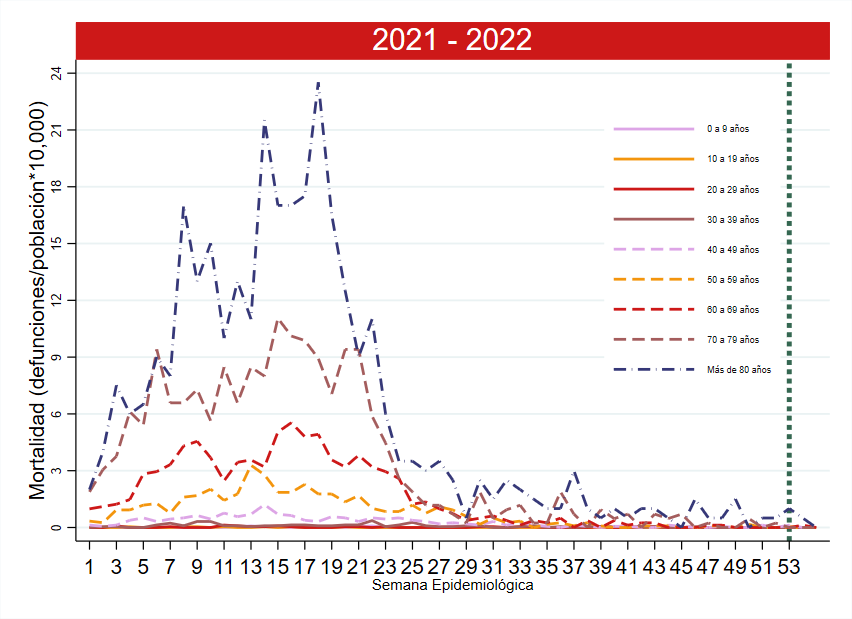 2021 - 2022
Mortalidad (defunciones/población*10,000)
24
21
18
15
12
9
6
3
0
0 a 9 años
10 a 19 años
20 a 29 años
30 a 39 años
40 a 49 años
50 a 59 años
60 a 69 años
70 a 79 años
Más de 80 años
1 3 5 7 9 11 13 15 17 19 21 23 25 27 29 31 33 35 37 39 41 43 45 47 49 51 53
Semana Epidemiológica